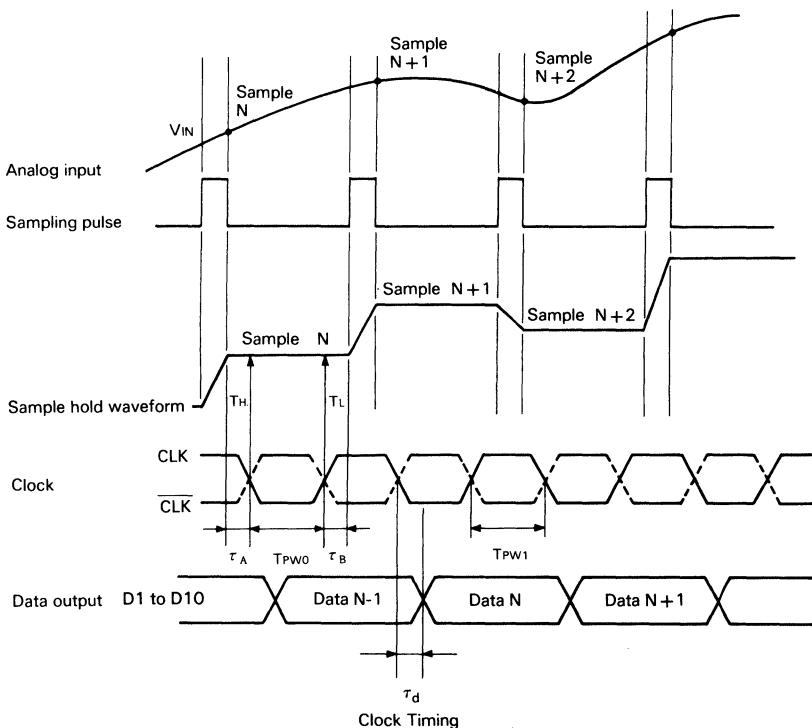 Sample
N+1
Sample
N+2
Sample
N
VIN
Analog input
Sampling pulse
Sample N+1
Sample N+2
Sample N
Sample hold waveform
TH
TL
CLK
Clock
CLK
τA
TPW0
τB
TPW1
Data output D1 to D10
Data N-1
Data N
Data N+1
τd
Clock Timing